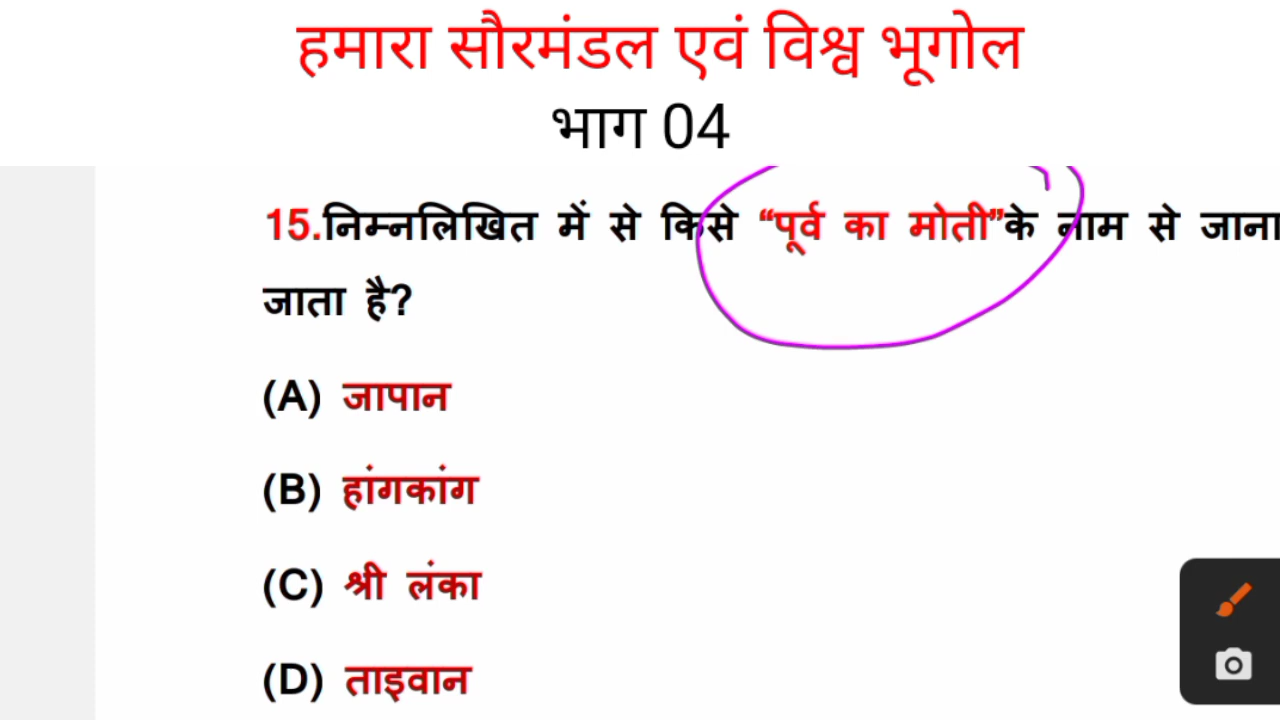 हमारा सौरमंडल एवं विश्व भूगोल
भाग 04
15.निम्नलिखित में से किसे “पूर्व का मोती”के नाम से जाना
जाता है?
(A) जापान
(B) हांगकांग
(C) श्री लंका
(D) ताइवान